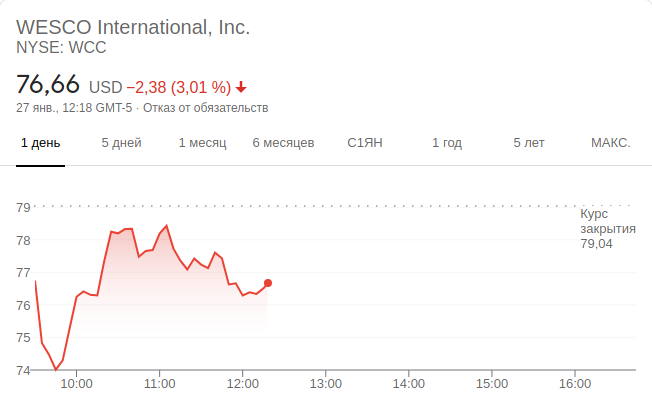 WESCO International, Inc.
NYSE: WCC
76,66 USD −2,38 (3,01 %)
27 янв., 12:18 GMT-5 · Отказ от обязательств
1 день 5 дней 1 месяц 6 месяцев С1ЯН 1 год 5 лет МАКС.
79
Курс
закрытия
79,04
78
77
76
75
74
10:00 11:00 12:00 13:00 14:00 15:00 16:00